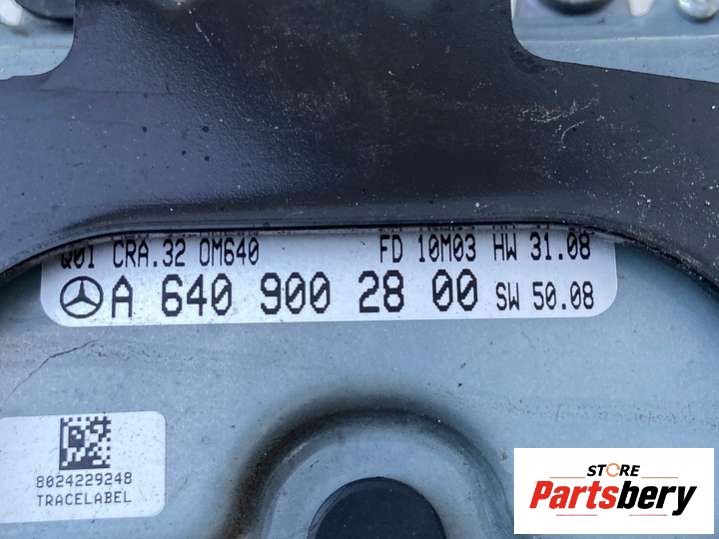 Q01 CRA.32 OM640 FD 10M03 HW 31.08
A 640 900 28 00 SW 50.08
8024229248
TRACELABEL
STORE
Partsbery